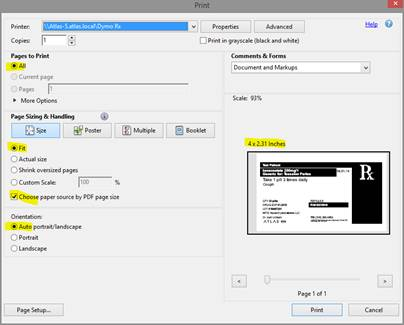 Print
Printer: \\Atlas-5.atlas.local\Dymo Rx Properties Advanced Help
Copies: 1 Print in grayscale (black and white)
Pages to Print
All
Current page
Pages 1
More Options
Page Sizing & Handling
Size Poster Multiple Booklet
Fit
Actual size
Shrink oversized pages
Custom Scale: 100 %
Choose paper source by PDF page size
Orientation:
Auto portrait/landscape
Portrait
Landscape
Comments & Forms
Document and Markups
Scale: 93%
4 x 2.31 Inches
Test Patient
Take 1 pill 3 times daily
Cough
Rx
< >
Page 1 of 1
Page Setup... Print Cancel